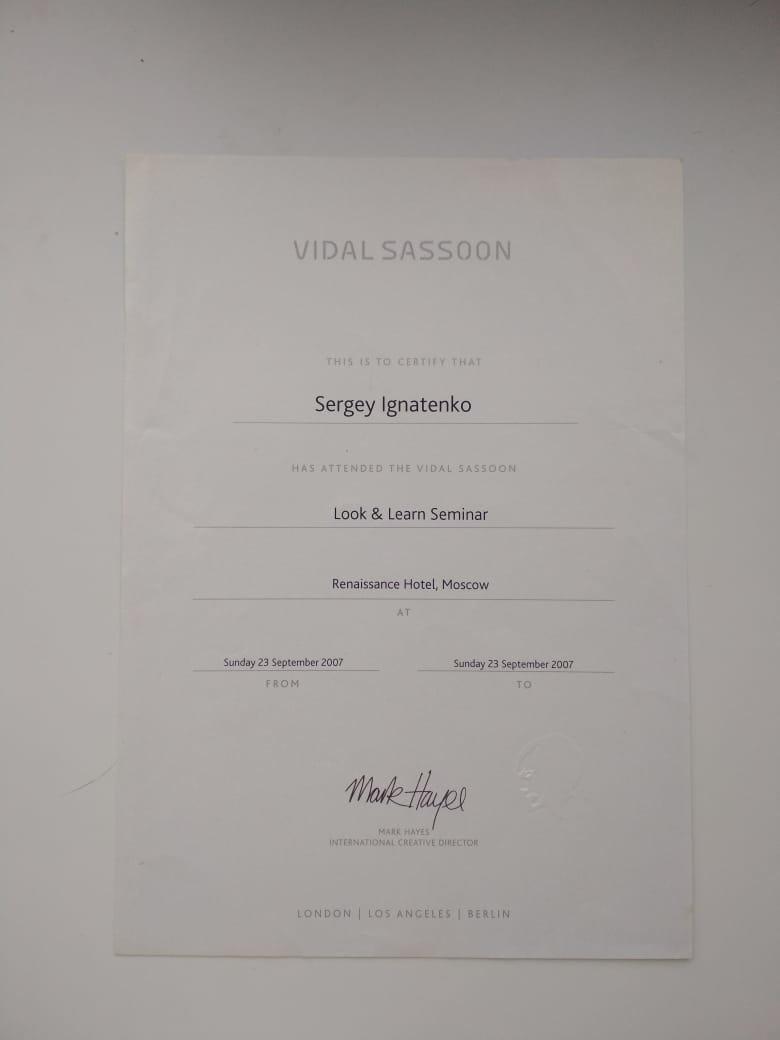 VIDAL SASSOON
THIS IS TO CERTIFY THAT
Sergey Ignatenko
HAS ATTENDED THE VIDAL SASSOON
Look & Learn Seminar
Renaissance Hotel, Moscow
AT
Sunday 23 September 2007 Sunday 23 September 2007
FROM TO
Mark Hayes
MARK HAYES
INTERNATIONAL CREATIVE DIRECTOR
LONDON | LOS ANGELES | BERLIN